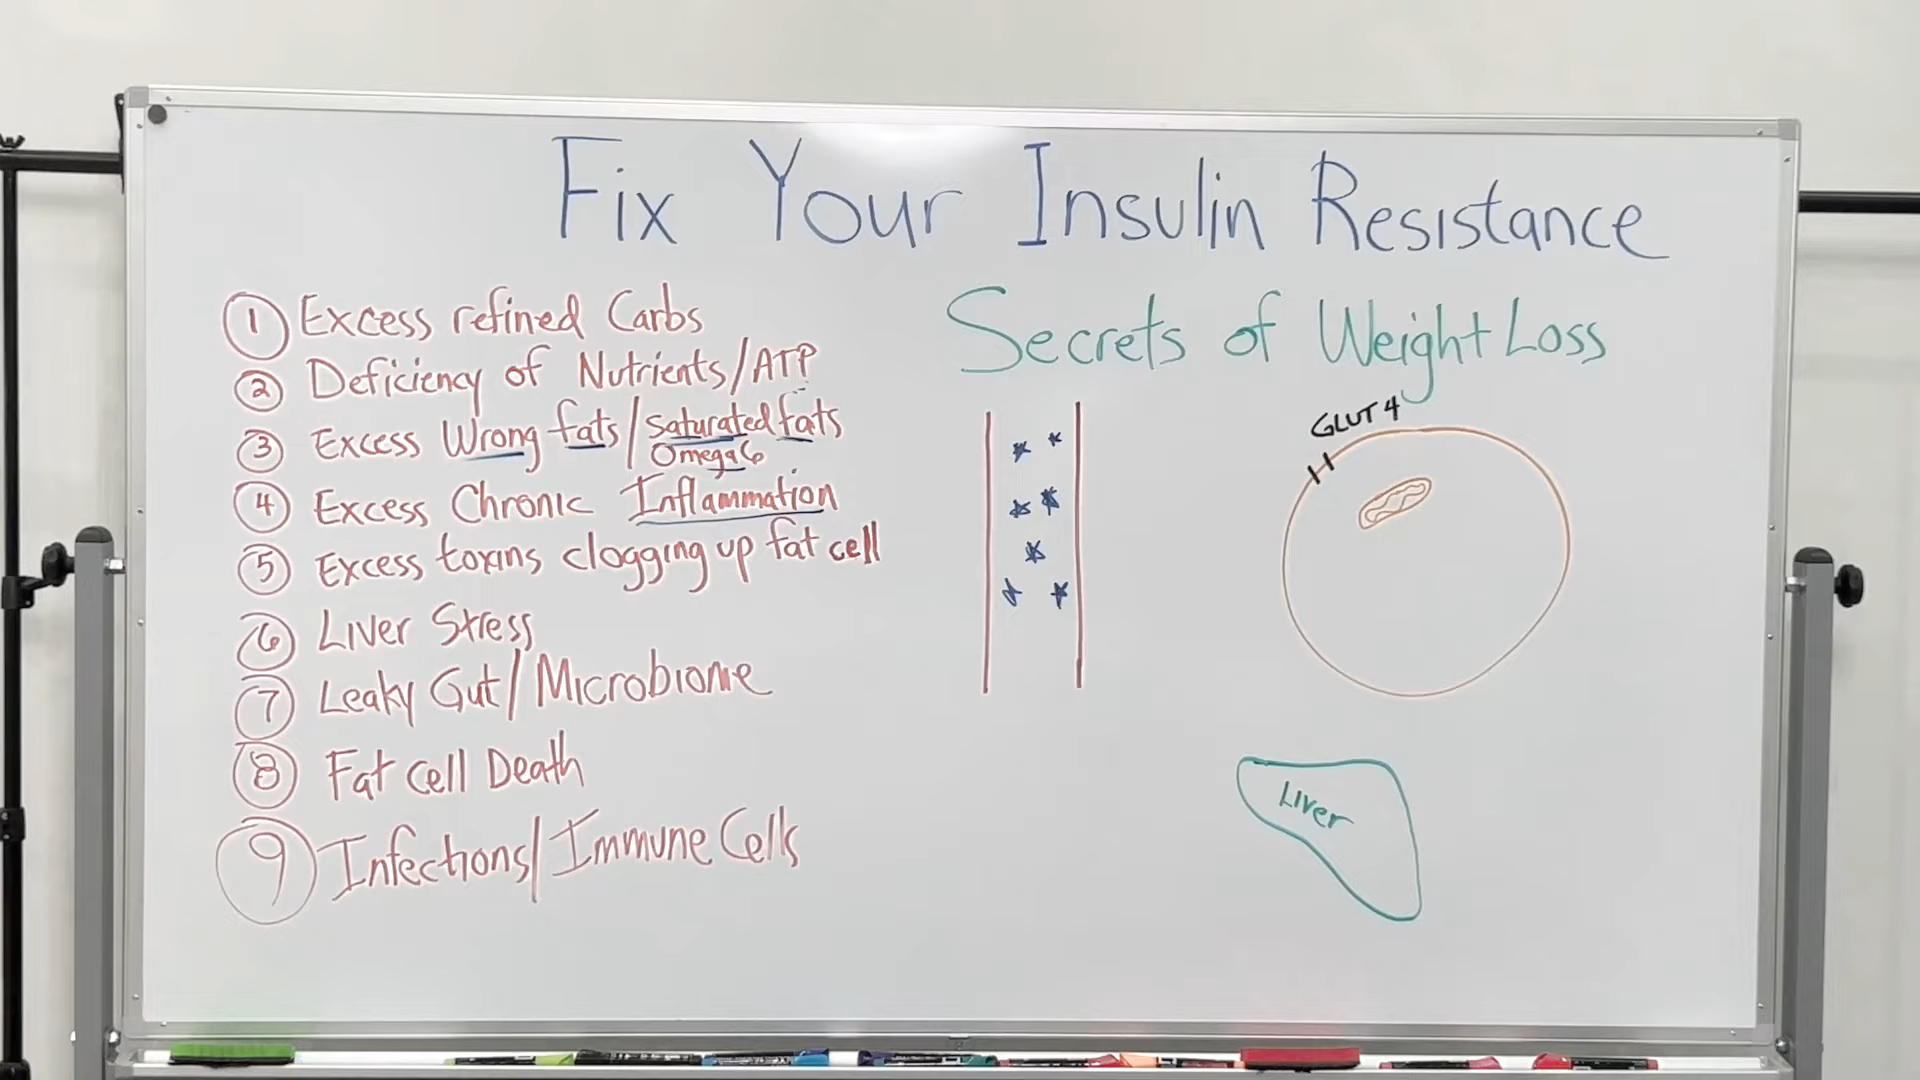 Fix Your Insulin Resistance
Secrets of Weight Loss
1 Excess refined Carbs
2 Deficiency of Nutrients/ATP
3 Excess Wrong fats/Saturated fats
Omega 6
4 Excess Chronic Inflammation
5 Excess toxins clogging up fat cell
6 Liver Stress
7 Leaky Gut/Microbiome
8 Fat cell Death
9 Infections/Immune Cells
GLUT 4
Liver